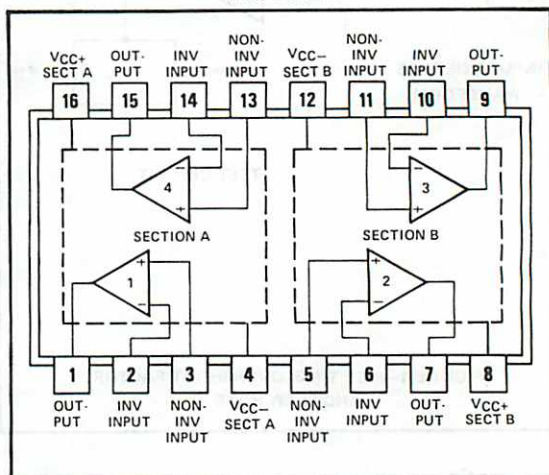 VCC+ SECT A
OUT-PUT
INV INPUT
NON-INV INPUT
VCC− SECT B
NON-INV INPUT
INV INPUT
OUT-PUT
16 15 14 13 12 11 10 9
− 4 +
− 3 +
SECTION A
SECTION B
+ 1 −
+ 2 −
1 2 3 4 5 6 7 8
OUT-PUT
INV INPUT
NON-INV INPUT
VCC− SECT A
NON-INV INPUT
INV INPUT
OUT-PUT
VCC+ SECT B